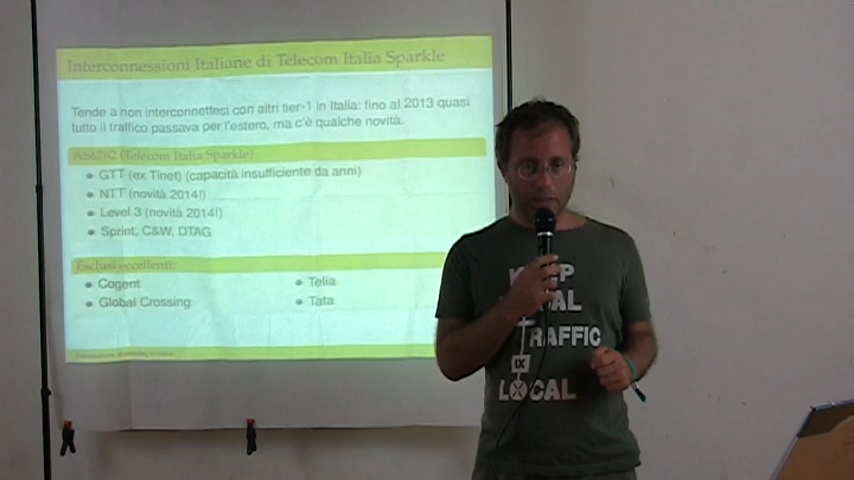 Interconnessioni Italiane di Telecom Italia Sparkle
Tende a non interconnettesi con altri tier-1 in Italia: fino al 2013 quasi
tutto il traffico passava per l'estero, ma c'è qualche novità.
AS6762 (Telecom Italia Sparkle)
GTT (ex Tinet) (capacità insufficiente da anni)
NTT (novità 2014!)
Level 3 (novità 2014!)
Sprint, C&W, DTAG
Esclusi eccellenti:
Cogent
Global Crossing
Telia
Tata
TRAFFIC
IX
LOCAL